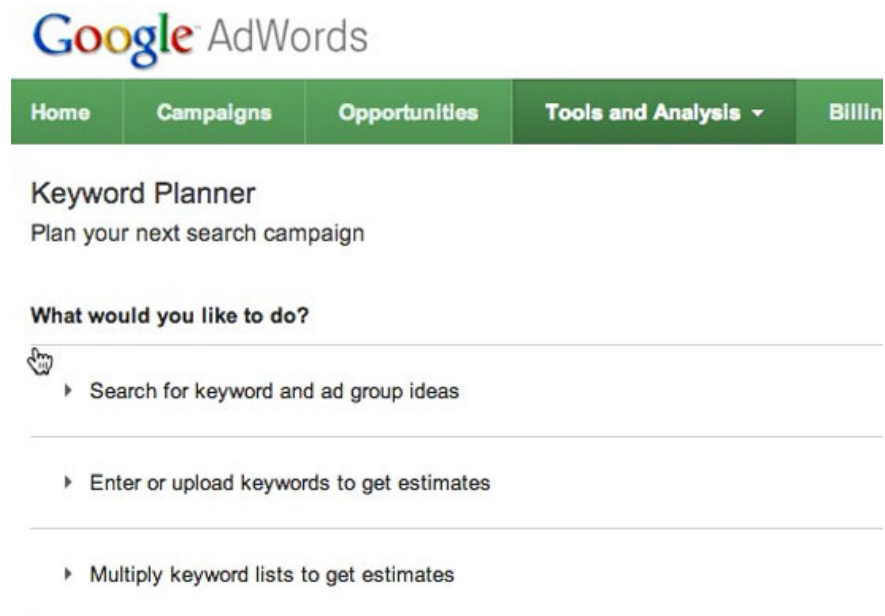 Google AdWords
Home Campaigns Opportunities Tools and Analysis Billin
Keyword Planner
Plan your next search campaign
What would you like to do?
Search for keyword and ad group ideas
Enter or upload keywords to get estimates
Multiply keyword lists to get estimates